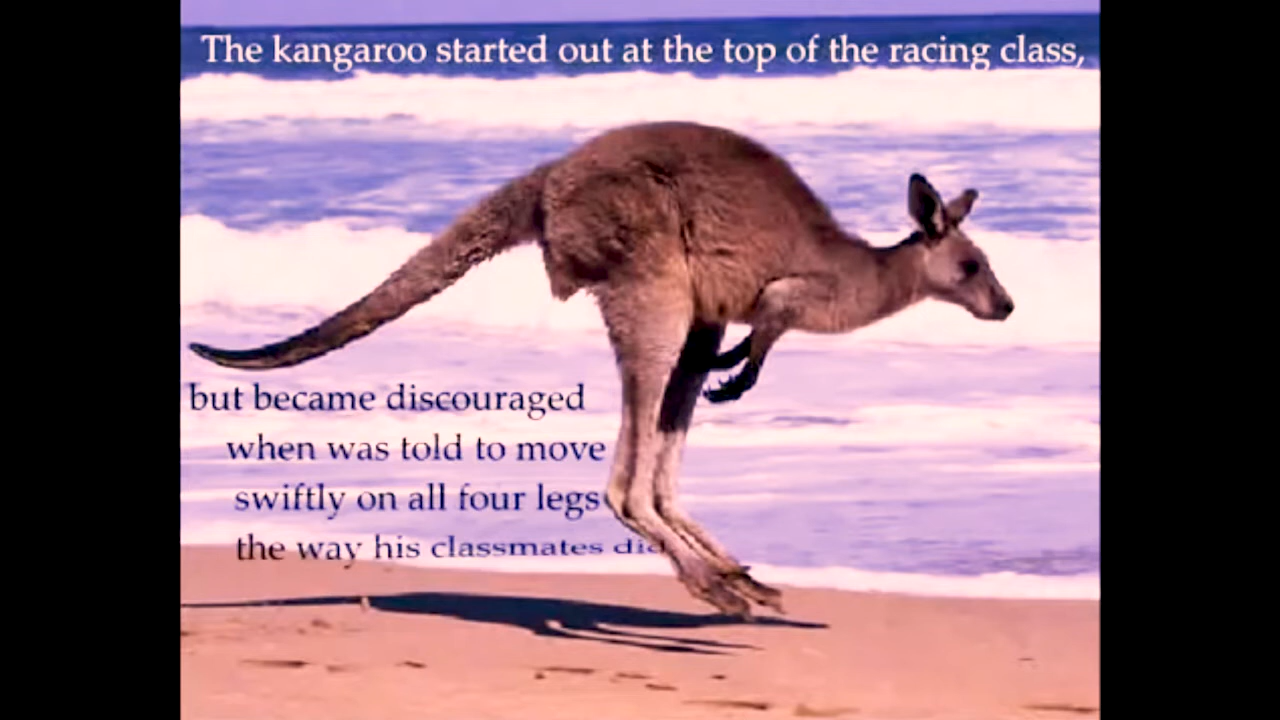 The kangaroo started out at the top of the racing class,
but became discouraged
when was told to move
swiftly on all four legs
the way his classmates did